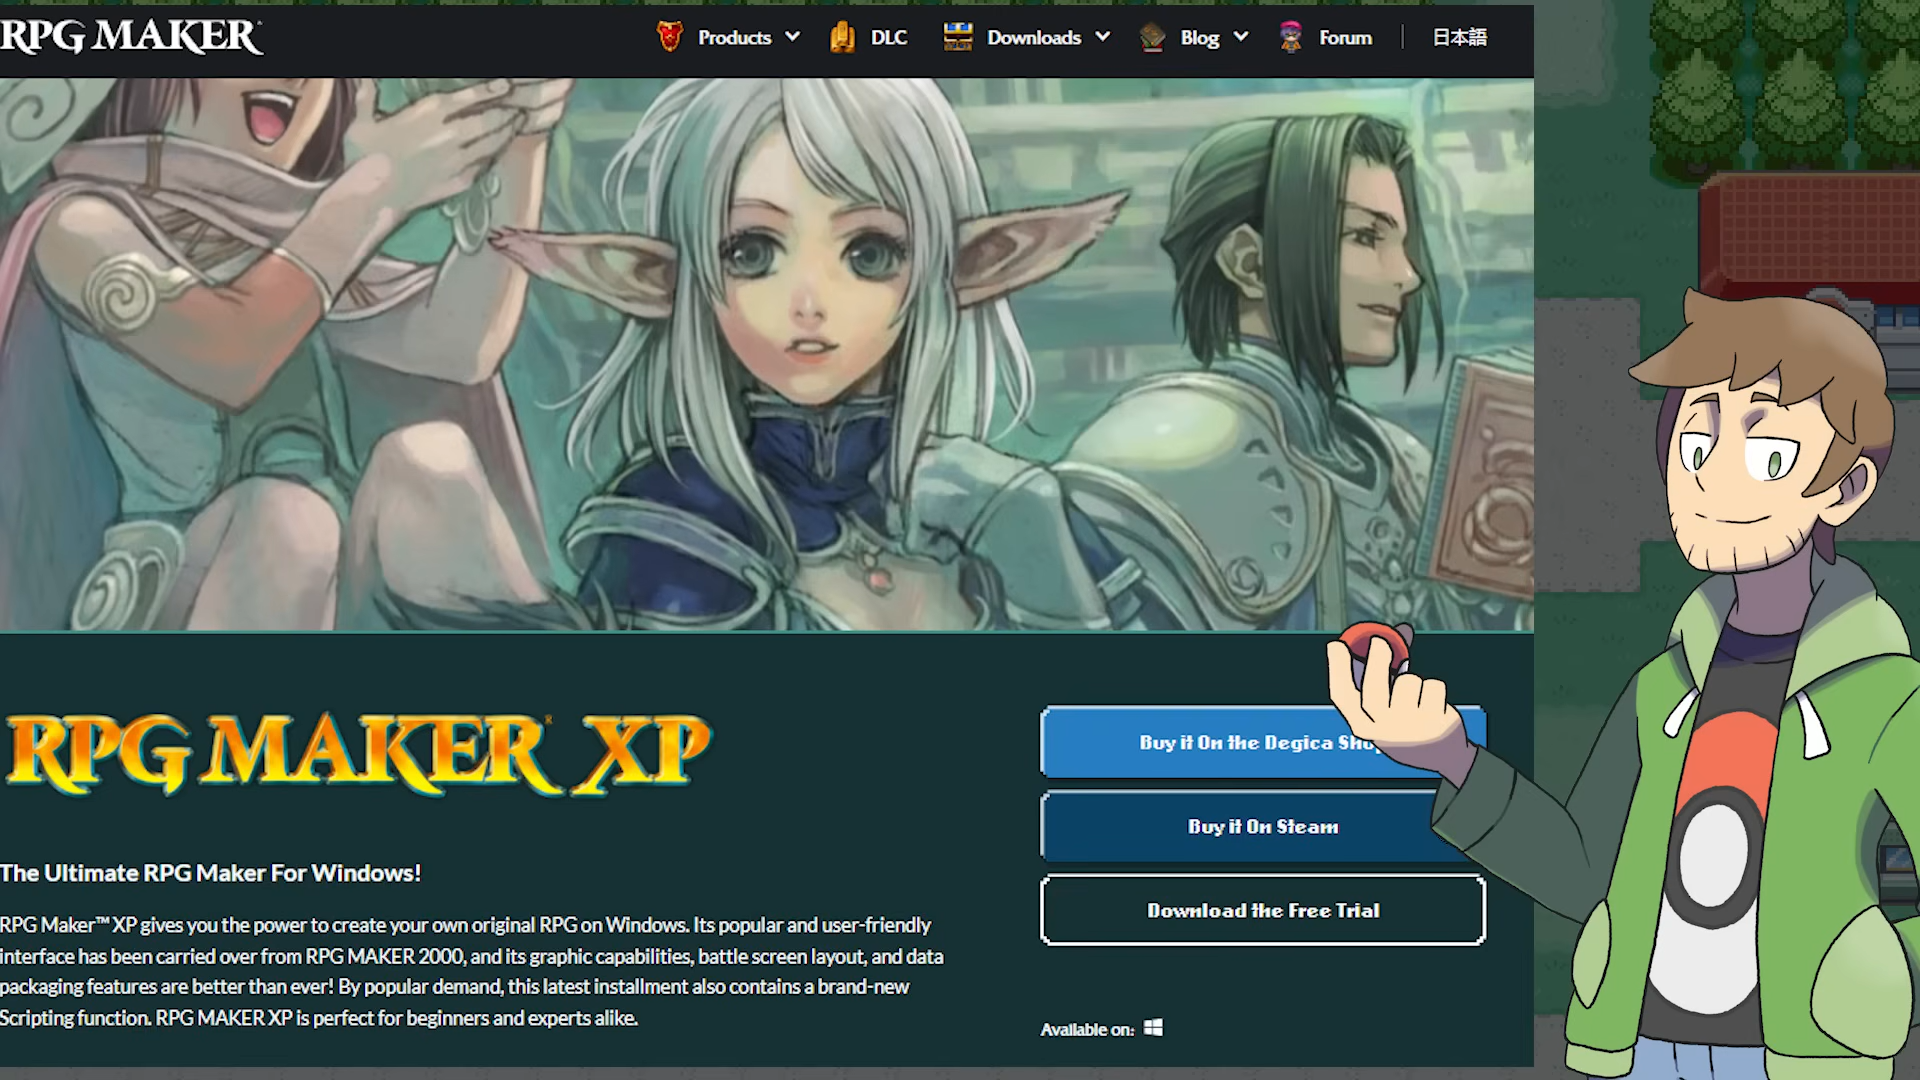 RPG MAKER
Products
DLC
Downloads
Blog
Forum
日本語
RPG MAKER XP
Buy it On the Degica Sho
Buy it On Steam
The Ultimate RPG Maker For Windows!
Download the Free Trial
RPG Maker™ XP gives you the power to create your own original RPG on Windows. Its popular and user-friendly
interface has been carried over from RPG MAKER 2000, and its graphic capabilities, battle screen layout, and data
packaging features are better than ever! By popular demand, this latest installment also contains a brand-new
Scripting function. RPG MAKER XP is perfect for beginners and experts alike.
Available on: